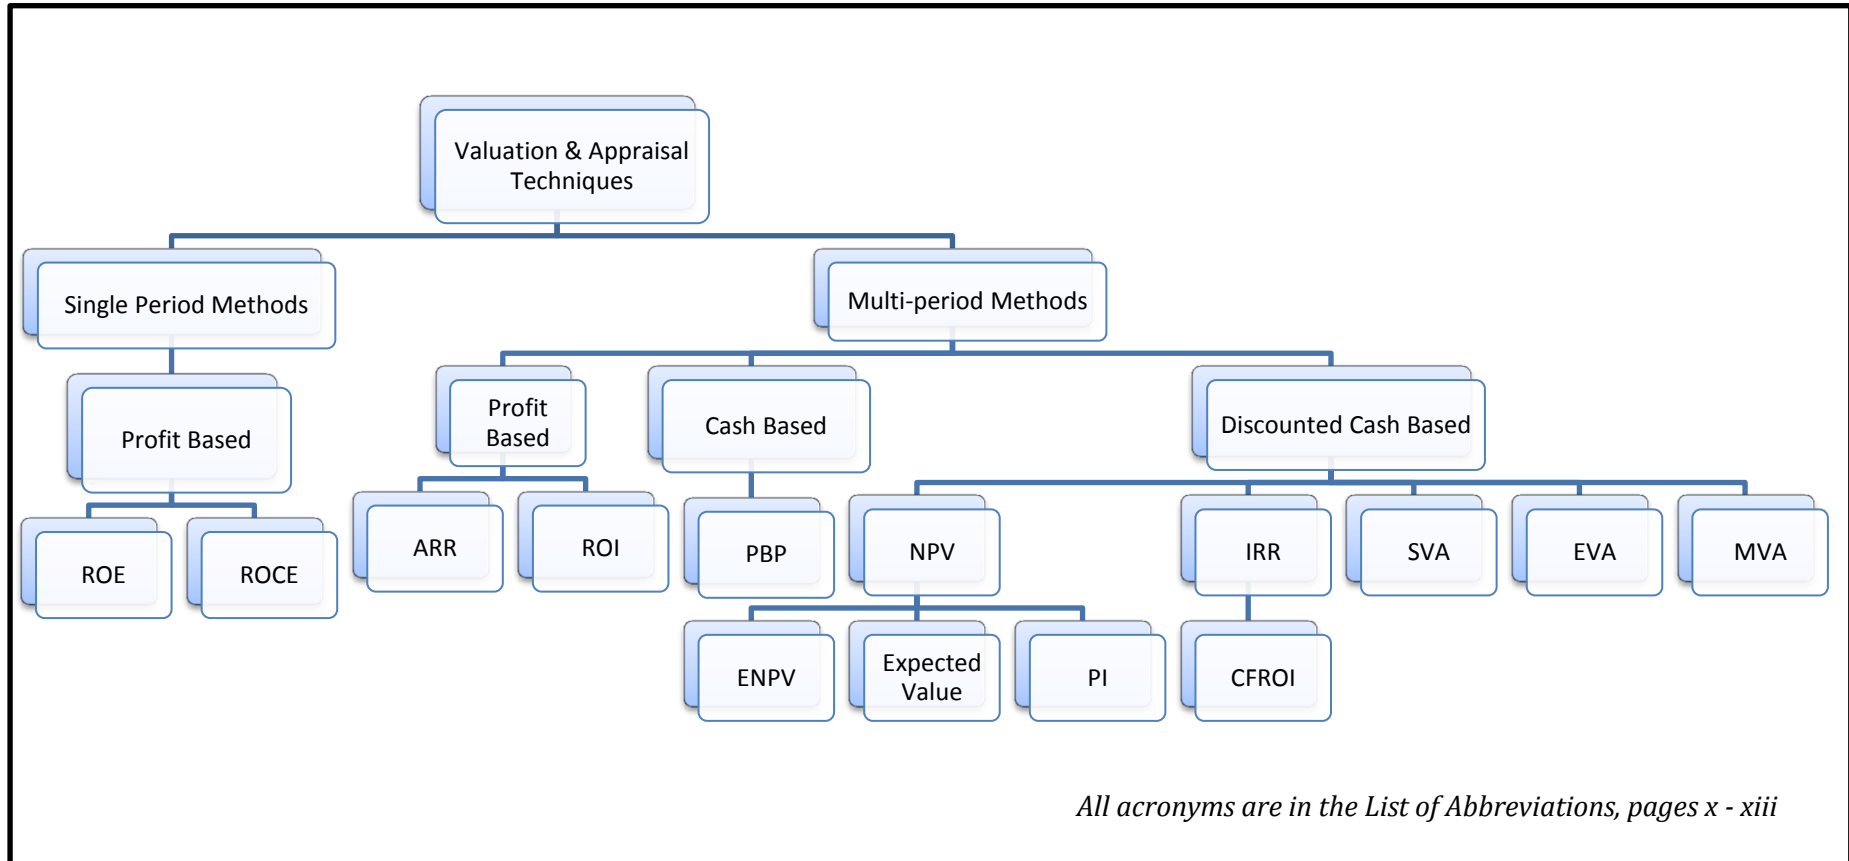 Valuation & Appraisal
Techniques
Single Period Methods
Multi-period Methods
Profit Based
Profit
Based
Cash Based
Discounted Cash Based
ROE
ROCE
ARR
ROI
PBP
NPV
IRR
SVA
EVA
MVA
ENPV
Expected
Value
PI
CFROI
All acronyms are in the List of Abbreviations, pages x - xiii